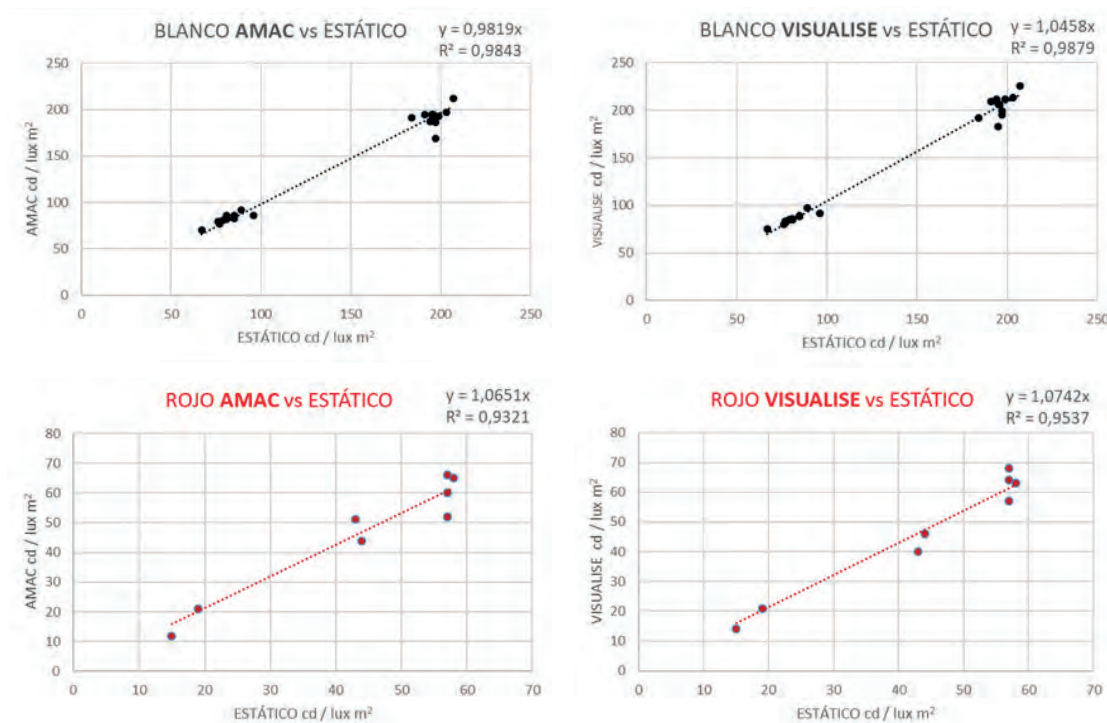 BLANCO AMAC vs ESTÁTICO
y = 0,9819x
R² = 0,9843
AMAC cd / lux m²
250
200
150
100
50
0
0 50 100 150 200 250
ESTÁTICO cd / lux m²
BLANCO VISUALISE vs ESTÁTICO
y = 1,0458x
R² = 0,9879
VISUALISE cd / lux m²
250
200
150
100
50
0
0 50 100 150 200 250
ESTÁTICO cd / lux m²
ROJO AMAC vs ESTÁTICO
y = 1,0651x
R² = 0,9321
AMAC cd / lux m²
80
70
60
50
40
30
20
10
0
0 10 20 30 40 50 60 70
ESTÁTICO cd / lux m²
ROJO VISUALISE vs ESTÁTICO
y = 1,0742x
R² = 0,9537
VISUALISE cd / lux m²
80
70
60
50
40
30
20
10
0
0 10 20 30 40 50 60 70
ESTÁTICO cd / lux m²